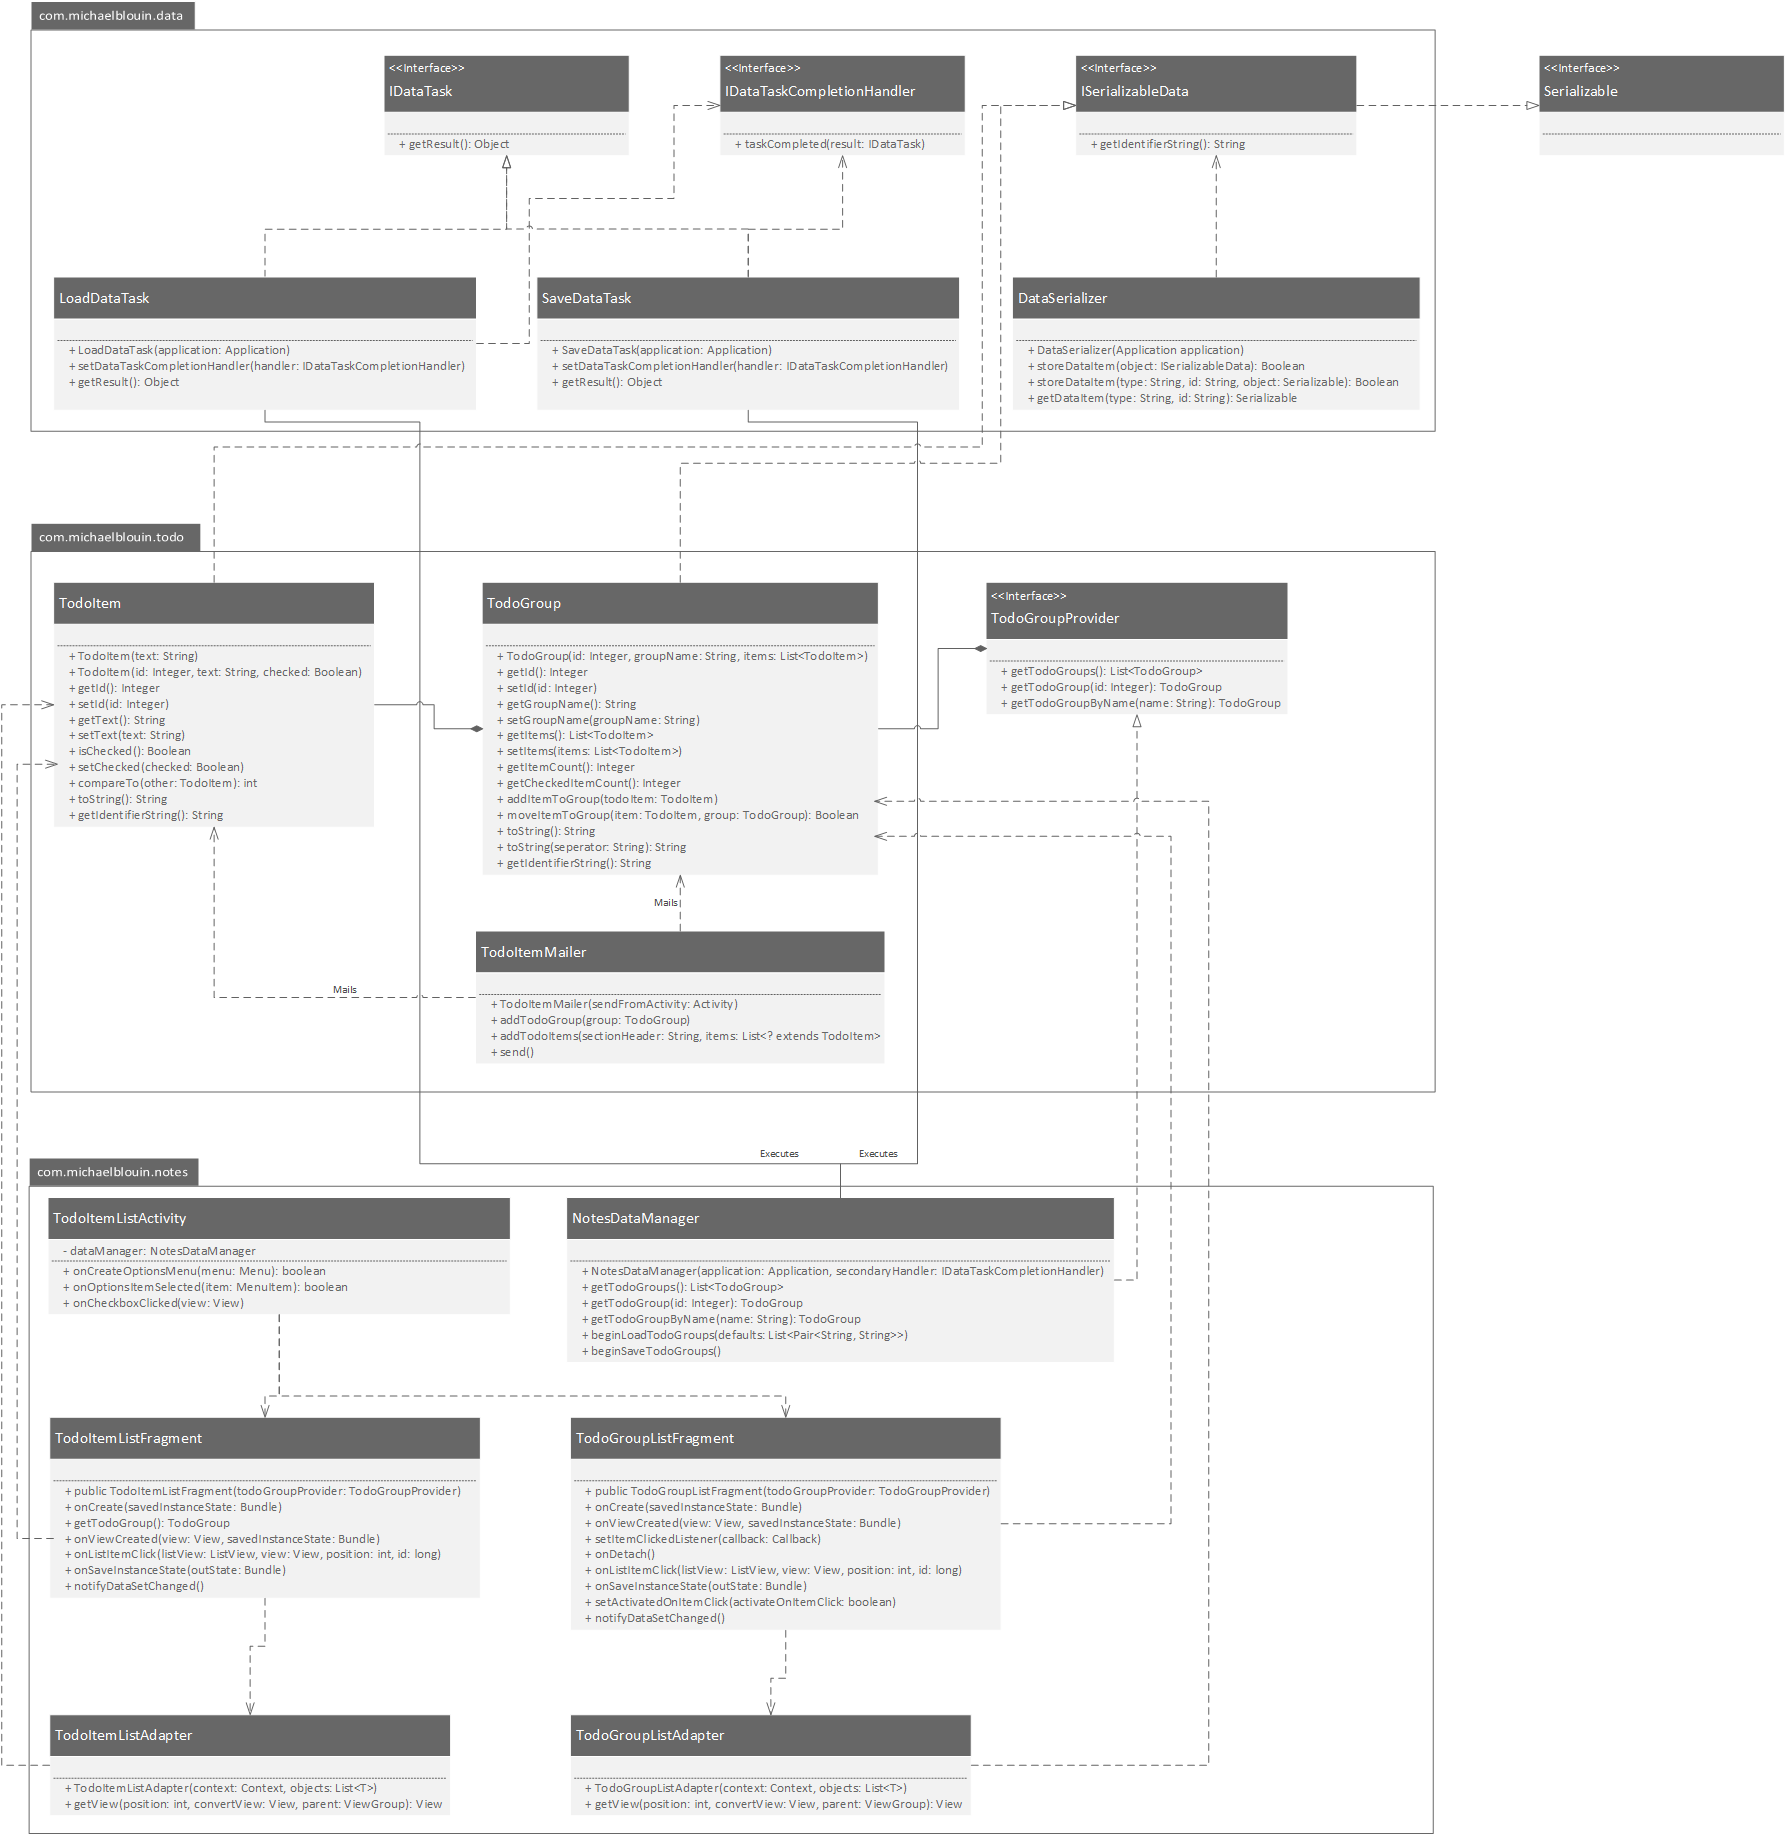 com.michaelblouin.data
<<Interface>>
IDataTask
+ getResult(): Object
<<Interface>>
IDataTaskCompletionHandler
+ taskCompleted(result: IDataTask)
<<Interface>>
ISerializableData
+ getIdentifierString(): String
<<Interface>>
Serializable
LoadDataTask
+ LoadDataTask(application: Application)
+ setDataTaskCompletionHandler(handler: IDataTaskCompletionHandler)
+ getResult(): Object
SaveDataTask
+ SaveDataTask(application: Application)
+ setDataTaskCompletionHandler(handler: IDataTaskCompletionHandler)
+ getResult(): Object
DataSerializer
+ DataSerializer(Application application)
+ storeDataItem(object: ISerializableData): Boolean
+ storeDataItem(type: String, id: String, object: Serializable): Boolean
+ getDataItem(type: String, id: String): Serializable
com.michaelblouin.todo
TodoItem
+ TodoItem(text: String)
+ TodoItem(id: Integer, text: String, checked: Boolean)
+ getId(): Integer
+ setId(id: Integer)
+ getText(): String
+ setText(text: String)
+ isChecked(): Boolean
+ setChecked(checked: Boolean)
+ compareTo(other: TodoItem): int
+ toString(): String
+ getIdentifierString(): String
TodoGroup
+ TodoGroup(id: Integer, groupName: String, items: List<TodoItem>)
+ getId(): Integer
+ setId(id: Integer)
+ getGroupName(): String
+ setGroupName(groupName: String)
+ getItems(): List<TodoItem>
+ setItems(items: List<TodoItem>)
+ getItemCount(): Integer
+ getCheckedItemCount(): Integer
+ addItemToGroup(todoItem: TodoItem)
+ moveItemToGroup(item: TodoItem, group: TodoGroup): Boolean
+ toString(): String
+ toString(seperator: String): String
+ getIdentifierString(): String
<<Interface>>
TodoGroupProvider
+ getTodoGroups(): List<TodoGroup>
+ getTodoGroup(id: Integer): TodoGroup
+ getTodoGroupByName(name: String): TodoGroup
Mails
TodoItemMailer
Mails
+ TodoItemMailer(sendFromActivity: Activity)
+ addTodoGroup(group: TodoGroup)
+ addTodoItems(sectionHeader: String, items: List<? extends TodoItem>
+ send()
Executes
Executes
com.michaelblouin.notes
TodoItemListActivity
- dataManager: NotesDataManager
+ onCreateOptionsMenu(menu: Menu): boolean
+ onOptionsItemSelected(item: MenuItem): boolean
+ onCheckboxClicked(view: View)
NotesDataManager
+ NotesDataManager(application: Application, secondaryHandler: IDataTaskCompletionHandler)
+ getTodoGroups(): List<TodoGroup>
+ getTodoGroup(id: Integer): TodoGroup
+ getTodoGroupByName(name: String): TodoGroup
+ beginLoadTodoGroups(defaults: List<Pair<String, String>>)
+ beginSaveTodoGroups()
TodoItemListFragment
+ public TodoItemListFragment(todoGroupProvider: TodoGroupProvider)
+ onCreate(savedInstanceState: Bundle)
+ getTodoGroup(): TodoGroup
+ onViewCreated(view: View, savedInstanceState: Bundle)
+ onListItemClick(listView: ListView, view: View, position: int, id: long)
+ onSaveInstanceState(outState: Bundle)
+ notifyDataSetChanged()
TodoGroupListFragment
+ public TodoGroupListFragment(todoGroupProvider: TodoGroupProvider)
+ onCreate(savedInstanceState: Bundle)
+ onViewCreated(view: View, savedInstanceState: Bundle)
+ setItemClickedListener(callback: Callback)
+ onDetach()
+ onListItemClick(listView: ListView, view: View, position: int, id: long)
+ onSaveInstanceState(outState: Bundle)
+ setActivatedOnItemClick(activateOnItemClick: boolean)
+ notifyDataSetChanged()
TodoItemListAdapter
+ TodoItemListAdapter(context: Context, objects: List<T>)
+ getView(position: int, convertView: View, parent: ViewGroup): View
TodoGroupListAdapter
+ TodoGroupListAdapter(context: Context, objects: List<T>)
+ getView(position: int, convertView: View, parent: ViewGroup): View